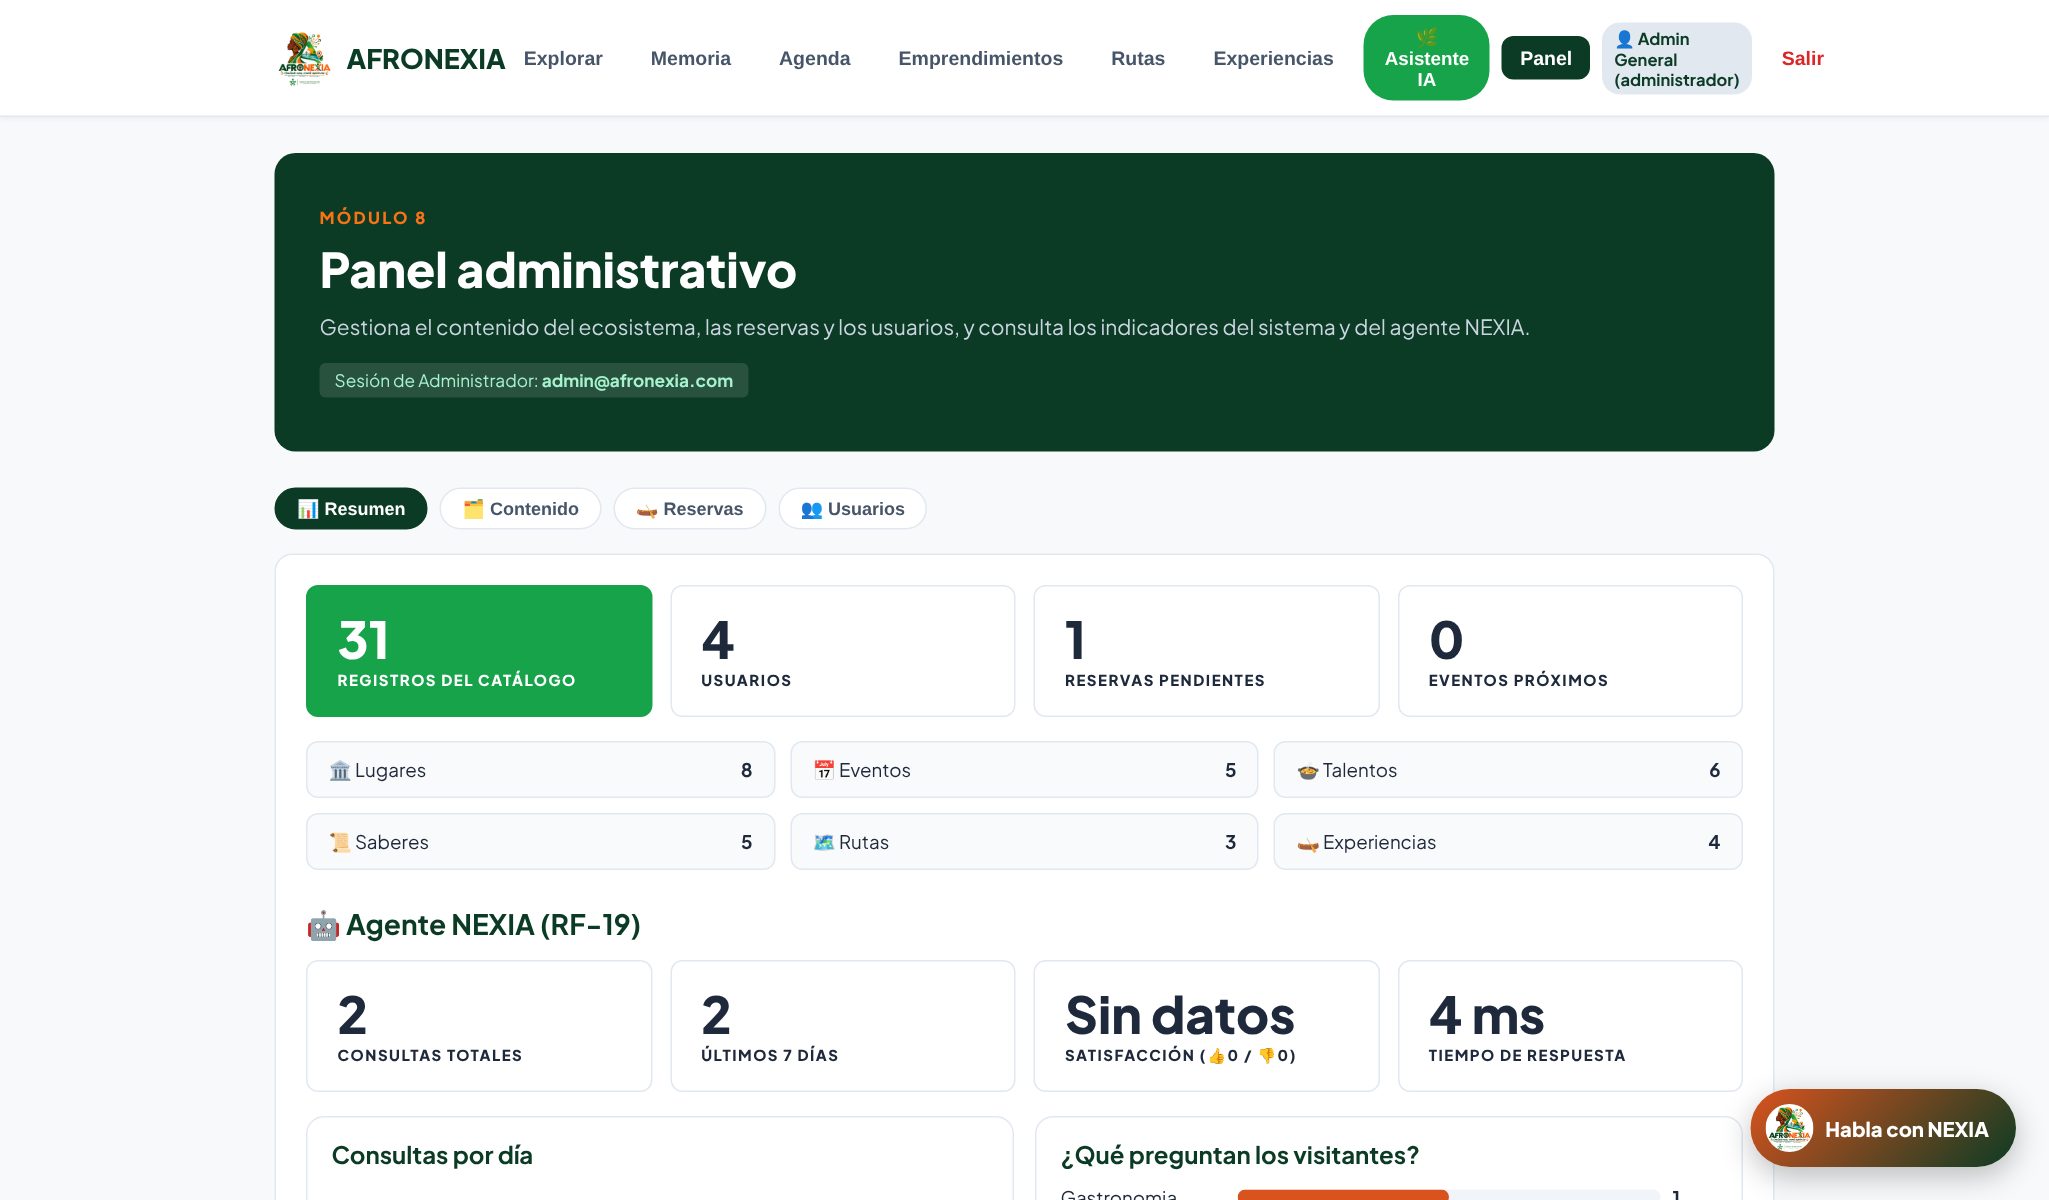 AFRONEXIA
AFRONEXIA Explorar Memoria Agenda Emprendimientos Rutas Experiencias 🌿 Asistente IA Panel 👤 Admin General (administrador) Salir
MÓDULO 8
Panel administrativo
Gestiona el contenido del ecosistema, las reservas y los usuarios, y consulta los indicadores del sistema y del agente NEXIA.
Sesión de Administrador: admin@afronexia.com
📊 Resumen 🗂️ Contenido 🛶 Reservas 👥 Usuarios
31 4 1 0
REGISTROS DEL CATÁLOGO USUARIOS RESERVAS PENDIENTES EVENTOS PRÓXIMOS
🏛️ Lugares 8 📅 Eventos 5 🍲 Talentos 6
📜 Saberes 5 🗺️ Rutas 3 🛶 Experiencias 4
🤖 Agente NEXIA (RF-19)
2 2 Sin datos 4 ms
CONSULTAS TOTALES ÚLTIMOS 7 DÍAS SATISFACCIÓN (👍0 / 👎0) TIEMPO DE RESPUESTA
Consultas por día ¿Qué preguntan los visitantes?
Gastronomia 1
AFRONEXIA Habla con NEXIA